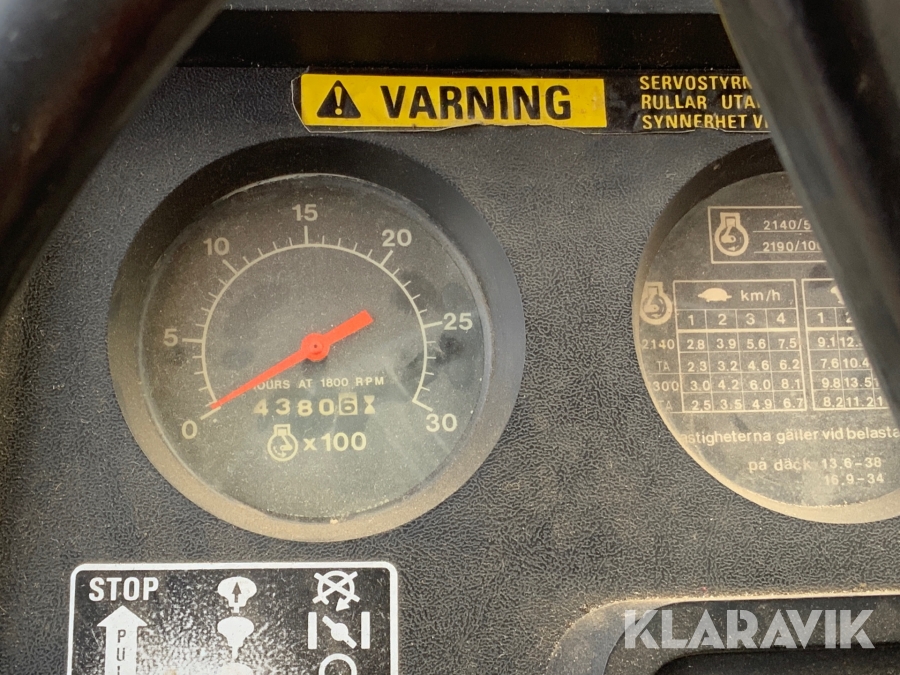 VARNING
SERVOSTYRN
RULLAR UTA
SYNNERHET
0 5 10 15 20 25 30
HOURS AT 1800 RPM
43806
x100
2140/5
2190/100
km/h
1 2 3 4 1 2
2140 2.8 3.9 5.6 7.5 9.1 12.
TA 2.3 3.2 4.6 6.2 7.6 10.4
300 3.0 4.2 6.0 8.1 9.8 13.5
TA 2.5 3.5 4.9 6.7 8.2 11.2
astigheterna gäller vid belasta
på däck 13.6-38
16.9-34
STOP
PUL
KLARAVIK